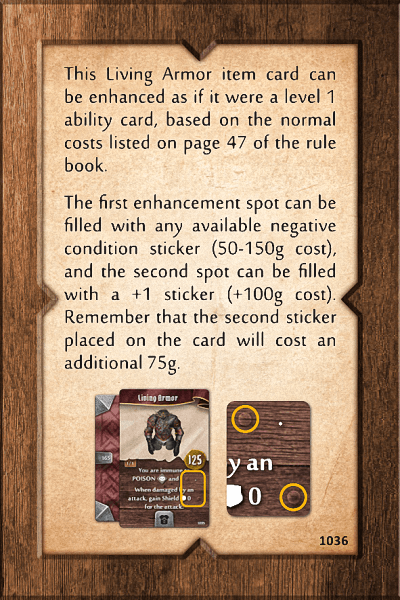 This Living Armor item card can
be enhanced as if it were a level 1
ability card, based on the normal
costs listed on page 47 of the rule
book.
The first enhancement spot can be
filled with any available negative
condition sticker (50-150g cost),
and the second spot can be filled
with a +1 sticker (+100g cost).
Remember that the second sticker
placed on the card will cost an
additional 75g.
Living Armor
165
125
You are immune
POISON and
When damaged by an
attack, gain Shield 0
for the attack.
y an
0
1036